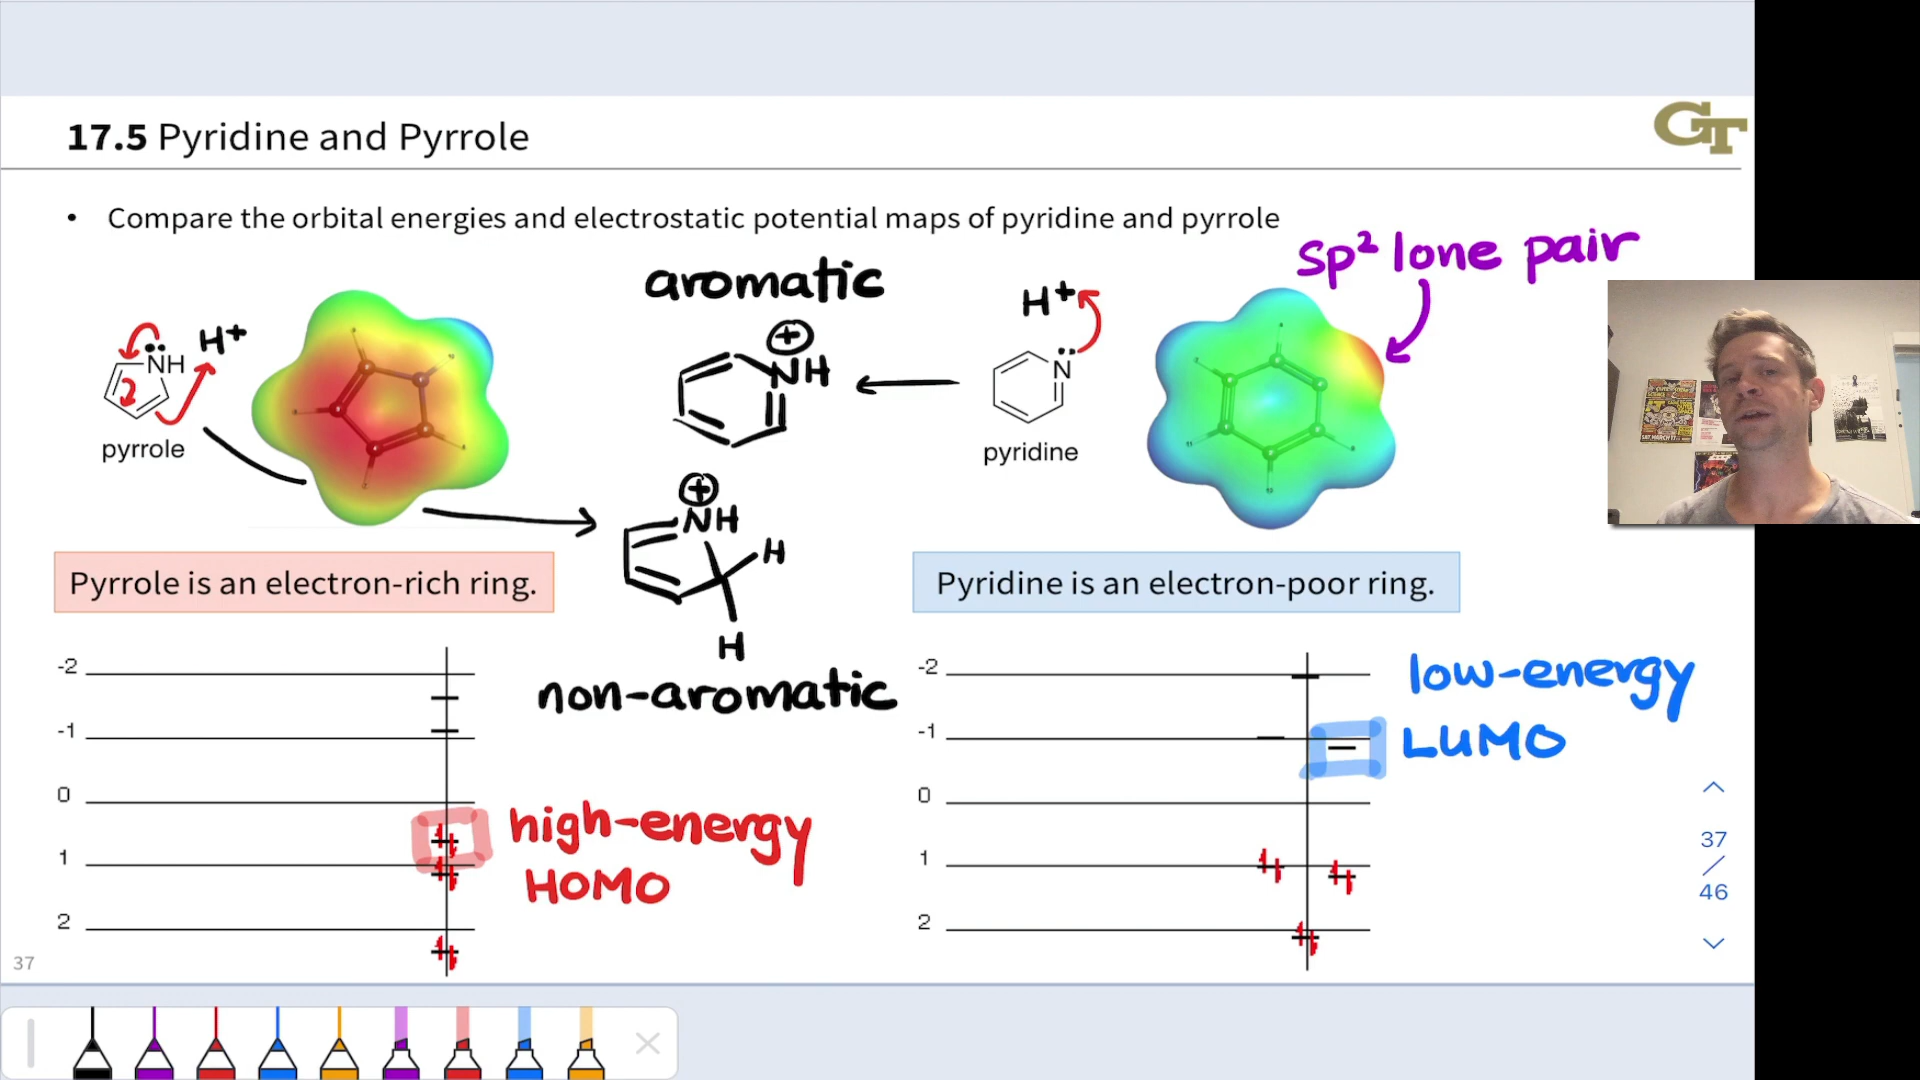 17.5 Pyridine and Pyrrole
GT
• Compare the orbital energies and electrostatic potential maps of pyridine and pyrrole
sp² lone pair
aromatic
H+
NH
H+
pyrrole
⊕
NH
N
pyridine
⊕
NH
H
H
non-aromatic
Pyrrole is an electron-rich ring.
Pyridine is an electron-poor ring.
-2
-1
0
1
2
high-energy
HOMO
-2
-1
0
1
2
low-energy
LUMO
37
/
46
37